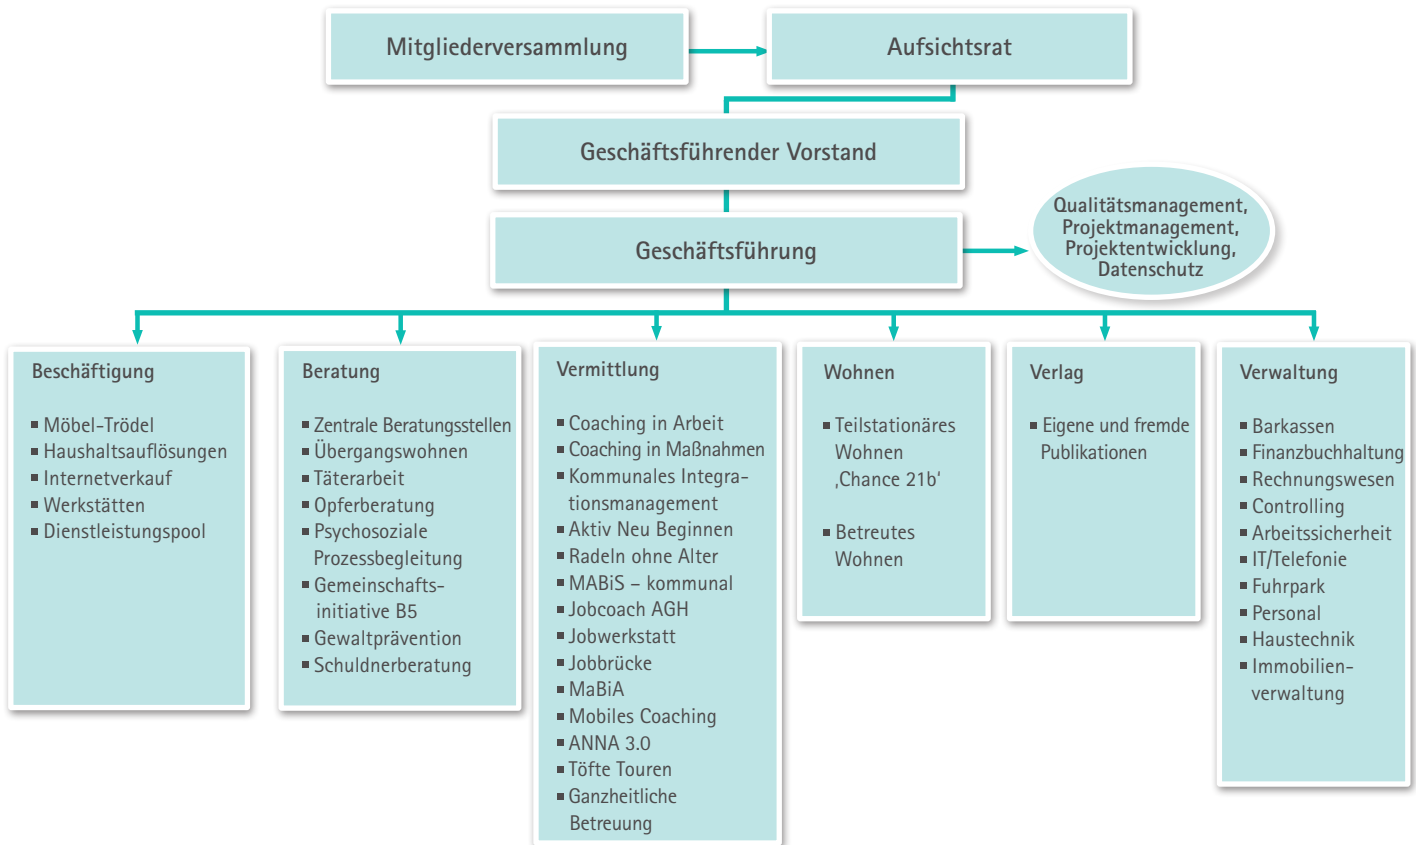 Mitgliederversammlung
Aufsichtsrat
Geschäftsführender Vorstand
Geschäftsführung
Qualitätsmanagement,
Projektmanagement,
Projektentwicklung,
Datenschutz
Beschäftigung
▪ Möbel-Trödel
▪ Haushaltsauflösungen
▪ Internetverkauf
▪ Werkstätten
▪ Dienstleistungspool
Beratung
▪ Zentrale Beratungsstellen
▪ Übergangswohnen
▪ Täterarbeit
▪ Opferberatung
▪ Psychosoziale
Prozessbegleitung
▪ Gemeinschafts-
initiative B5
▪ Gewaltprävention
▪ Schuldnerberatung
Vermittlung
▪ Coaching in Arbeit
▪ Coaching in Maßnahmen
▪ Kommunales Integra-
tionsmanagement
▪ Aktiv Neu Beginnen
▪ Radeln ohne Alter
▪ MABiS – kommunal
▪ Jobcoach AGH
▪ Jobwerkstatt
▪ Jobbrücke
▪ MaBiA
▪ Mobiles Coaching
▪ ANNA 3.0
▪ Töfte Touren
▪ Ganzheitliche
Betreuung
Wohnen
▪ Teilstationäres
Wohnen
‚Chance 21b‘
▪ Betreutes
Wohnen
Verlag
▪ Eigene und fremde
Publikationen
Verwaltung
▪ Barkassen
▪ Finanzbuchhaltung
▪ Rechnungswesen
▪ Controlling
▪ Arbeitssicherheit
▪ IT/Telefonie
▪ Fuhrpark
▪ Personal
▪ Haustechnik
▪ Immobilien-
verwaltung